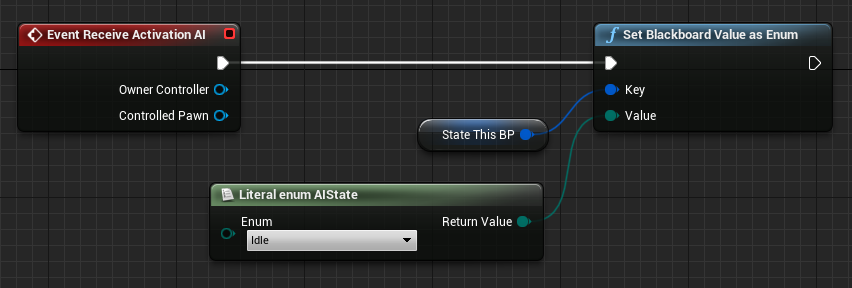 Event Receive Activation AI
Owner Controller
Controlled Pawn
Set Blackboard Value as Enum
Key
Value
State This BP
Literal enum AIState
Enum
Return Value
Idle